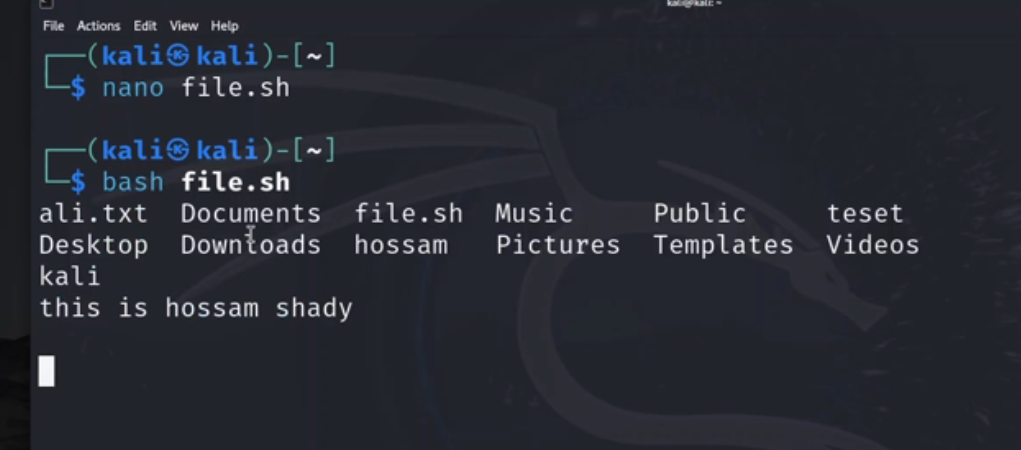 kali@kali: ~
File Actions Edit View Help
┌──(kali㉿kali)-[~]
└─$ nano file.sh
┌──(kali㉿kali)-[~]
└─$ bash file.sh
ali.txt Documents file.sh Music Public teset
Desktop Downloads hossam Pictures Templates Videos
kali
this is hossam shady